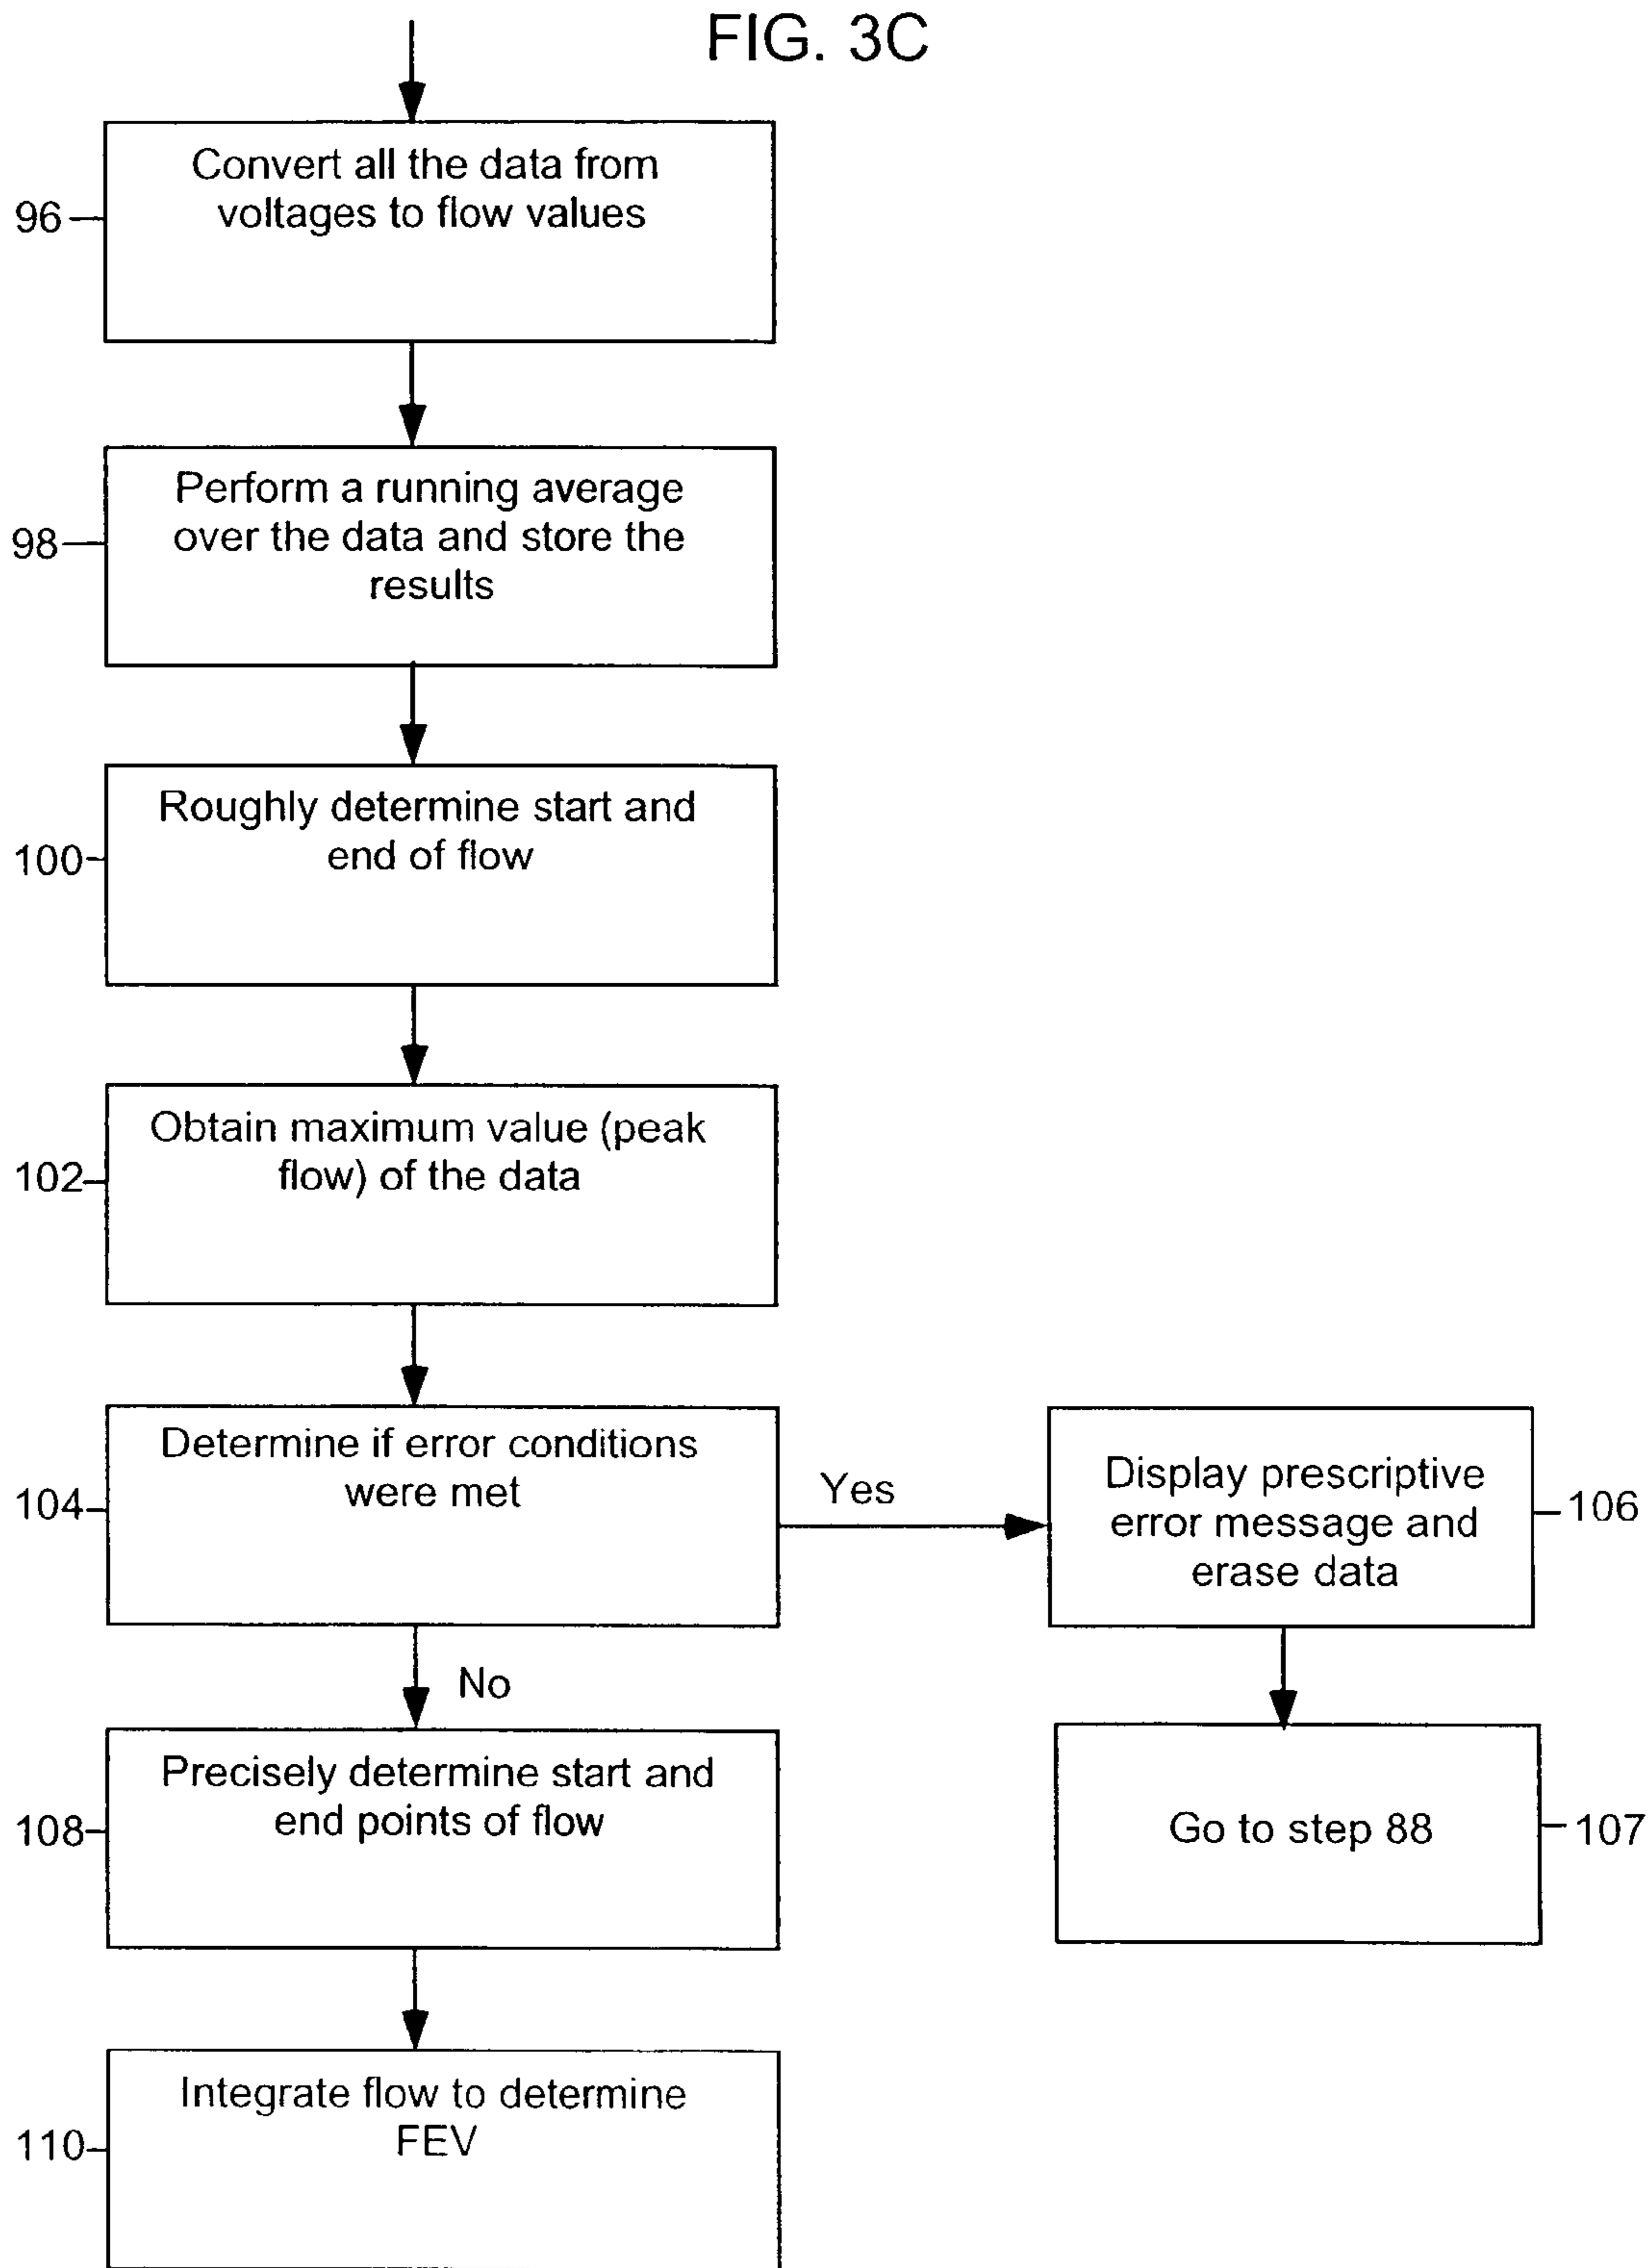 FIG. 3C
Convert all the data from
voltages to flow values
96
Perform a running average
over the data and store the
results
98
Roughly determine start and
end of flow
100
Obtain maximum value (peak
flow) of the data
102
Determine if error conditions
were met
104
Yes
Display prescriptive
error message and
erase data
106
No
Precisely determine start and
end points of flow
108
Go to step 88
107
Integrate flow to determine
FEV
110